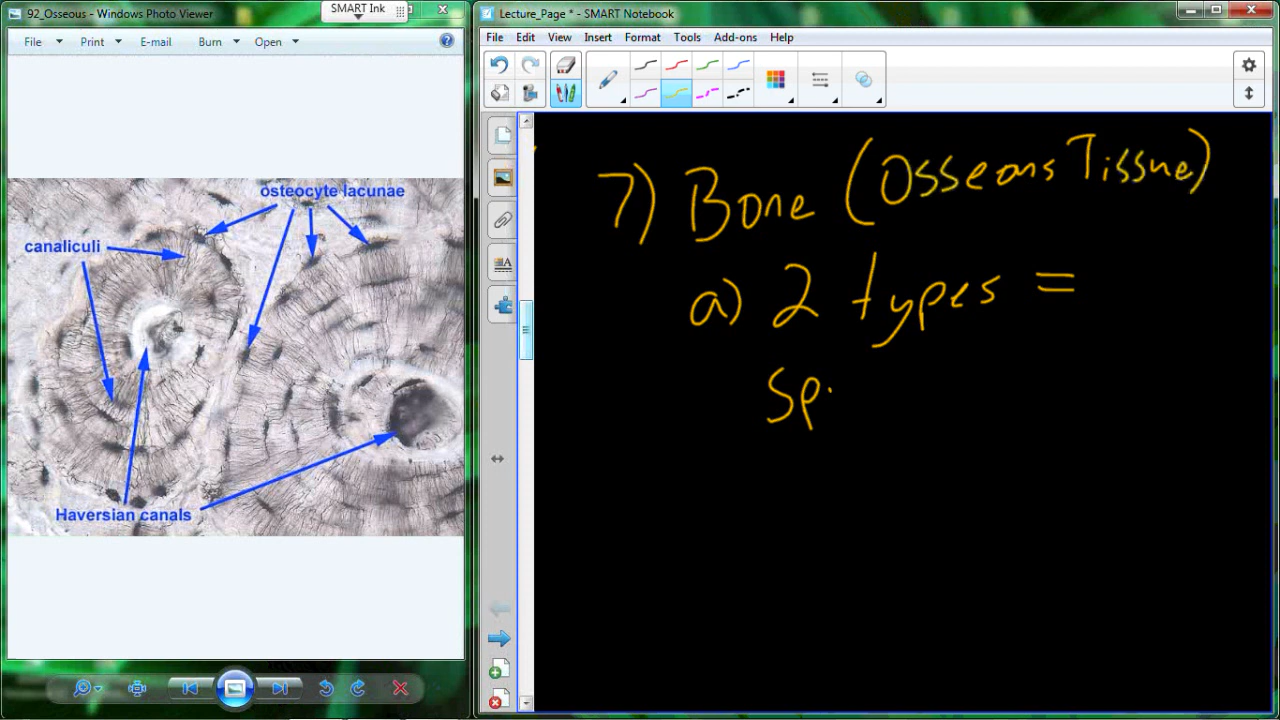 92_Osseous - Windows Photo Viewer
SMART Ink
File Print E-mail Burn Open
osteocyte lacunae
canaliculi
Haversian canals
Lecture_Page * - SMART Notebook
File Edit View Insert Format Tools Add-ons Help
7) Bone (Osseous Tissue)
a) 2 types =
Sp